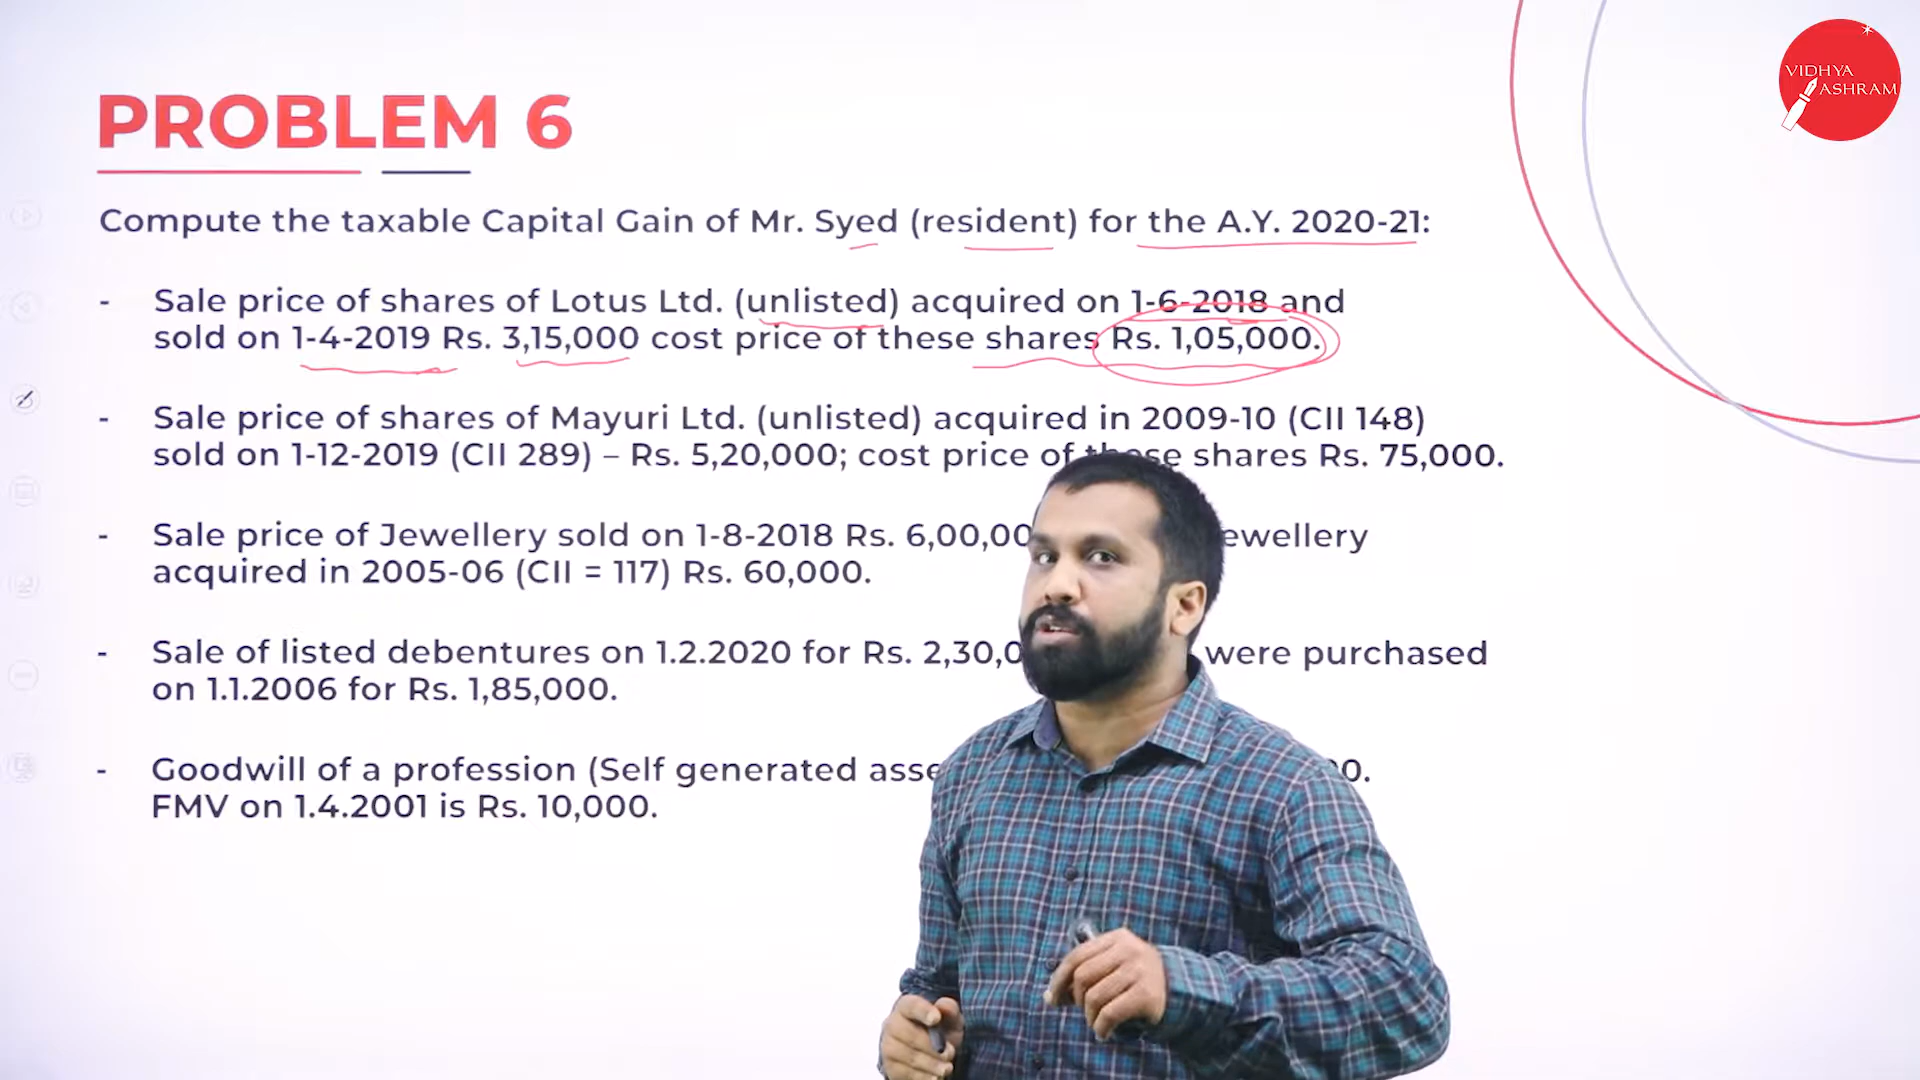 VIDHYA
ASHRAM
PROBLEM 6
Compute the taxable Capital Gain of Mr. Syed (resident) for the A.Y. 2020-21:
- Sale price of shares of Lotus Ltd. (unlisted) acquired on 1-6-2018 and
sold on 1-4-2019 Rs. 3,15,000 cost price of these shares Rs. 1,05,000.
- Sale price of shares of Mayuri Ltd. (unlisted) acquired in 2009-10 (CII 148)
sold on 1-12-2019 (CII 289) – Rs. 5,20,000; cost price of these shares Rs. 75,000.
- Sale price of Jewellery sold on 1-8-2018 Rs.
acquired in 2005-06 (CII = 117) Rs. 60,000.
- Sale of listed debentures on 1.2.2020 for Rs. were purchased
on 1.1.2006 for Rs. 1,85,000.
- Goodwill of a profession (Self generated
FMV on 1.4.2001 is Rs. 10,000.